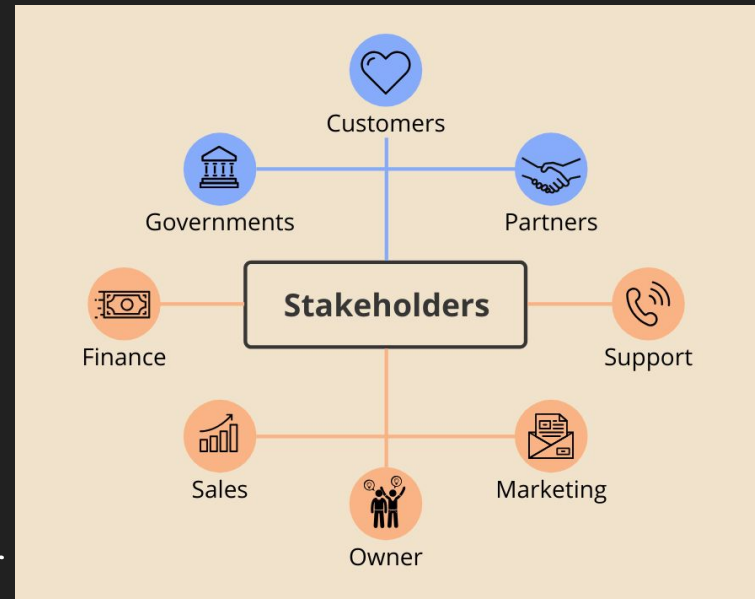 Customers
Governments
Partners
Stakeholders
Finance
Support
Sales
Marketing
Owner